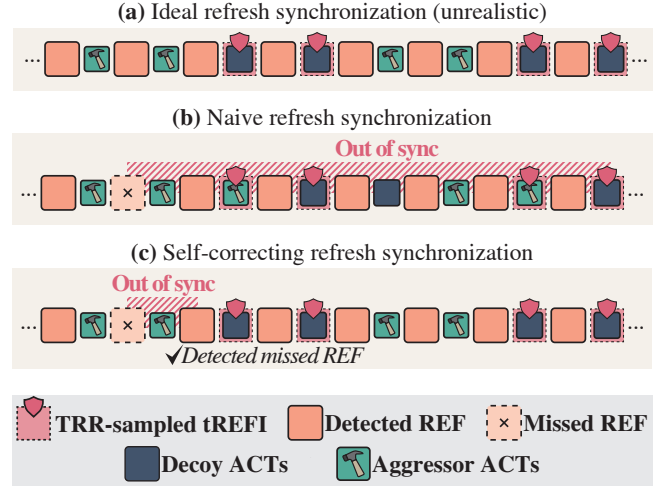 (a) Ideal refresh synchronization (unrealistic)
... ...
(b) Naive refresh synchronization
Out of sync
... × ...
(c) Self-correcting refresh synchronization
Out of sync
... × ...
✓Detected missed REF
TRR-sampled tREFI Detected REF × Missed REF
Decoy ACTs Aggressor ACTs